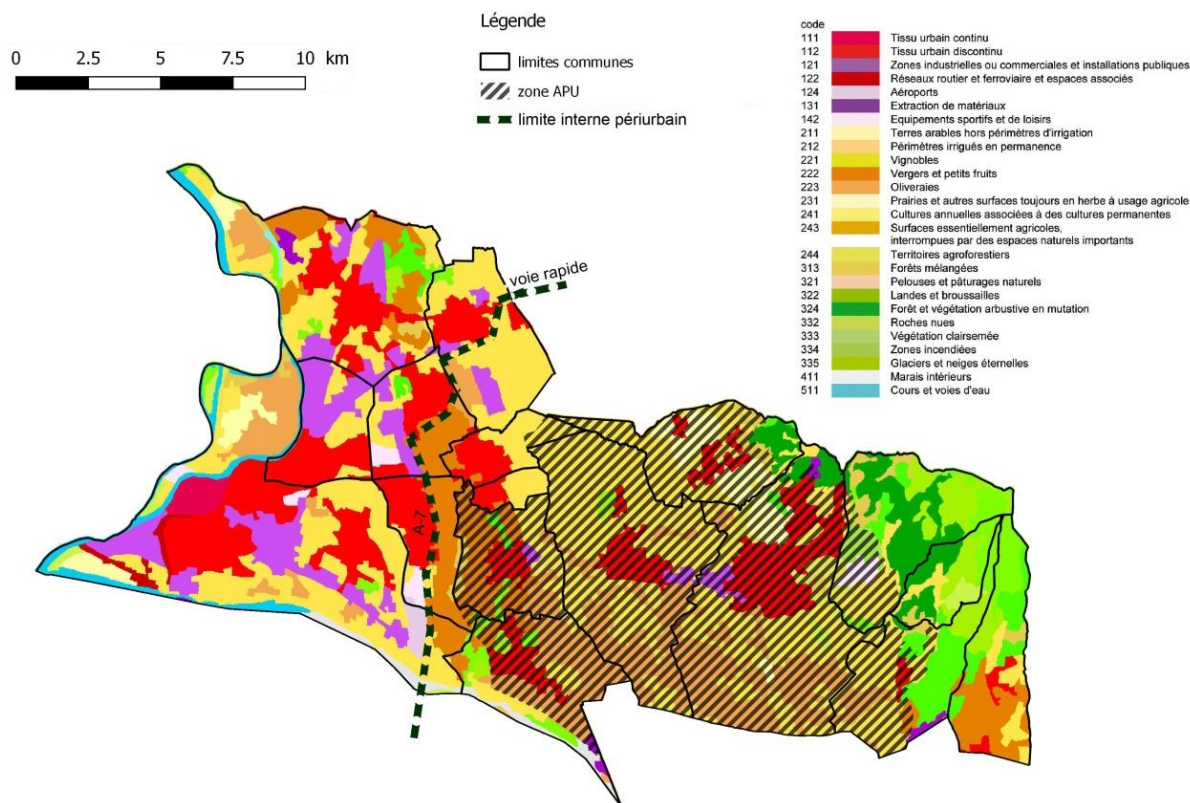 0 2.5 5 7.5 10 km
Légende
limites communes
zone APU
limite interne périurbain
code
111 Tissu urbain continu
112 Tissu urbain discontinu
121 Zones industrielles ou commerciales et installations publiques
122 Réseaux routier et ferroviaire et espaces associés
124 Aéroports
131 Extraction de matériaux
142 Equipements sportifs et de loisirs
211 Terres arables hors périmètres d'irrigation
212 Périmètres irrigués en permanence
221 Vignobles
222 Vergers et petits fruits
223 Oliveraies
231 Prairies et autres surfaces toujours en herbe à usage agricole
241 Cultures annuelles associées à des cultures permanentes
243 Surfaces essentiellement agricoles,
interrompues par des espaces naturels importants
244 Territoires agroforestiers
313 Forêts mélangées
321 Pelouses et pâturages naturels
322 Landes et broussailles
324 Forêt et végétation arbustive en mutation
332 Roches nues
333 Végétation clairsemée
334 Zones incendiées
335 Glaciers et neiges éternelles
411 Marais intérieurs
511 Cours et voies d'eau
voie rapide
A-7